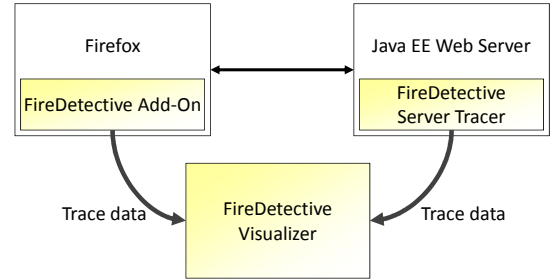 Firefox
Java EE Web Server
FireDetective Add-On
FireDetective
Server Tracer
Trace data
FireDetective
Visualizer
Trace data